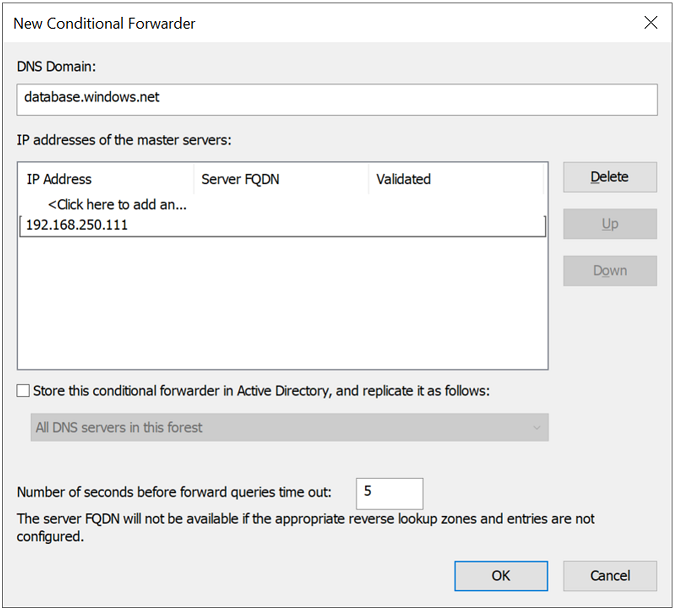 New Conditional Forwarder
DNS Domain:
database.windows.net
IP addresses of the master servers:
IP Address Server FQDN Validated
<Click here to add an...
192.168.250.111
Delete
Up
Down
Store this conditional forwarder in Active Directory, and replicate it as follows:
All DNS servers in this forest
Number of seconds before forward queries time out: 5
The server FQDN will not be available if the appropriate reverse lookup zones and entries are not
configured.
OK Cancel